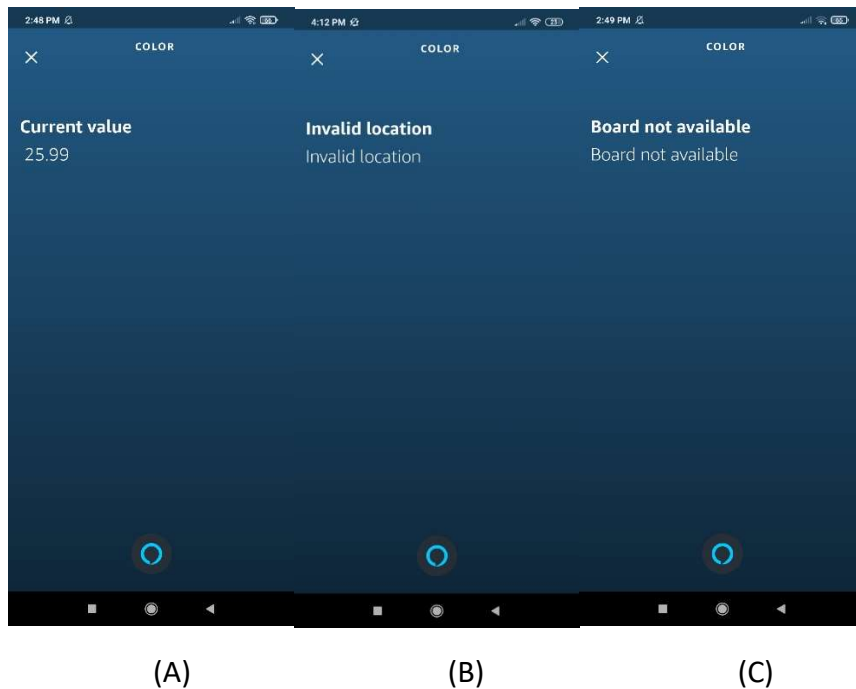 2:48 PM
COLOR
Current value
25.99
4:12 PM
21
COLOR
Invalid location
Invalid location
2:49 PM
COLOR
Board not available
Board not available
(A)
(B)
(C)